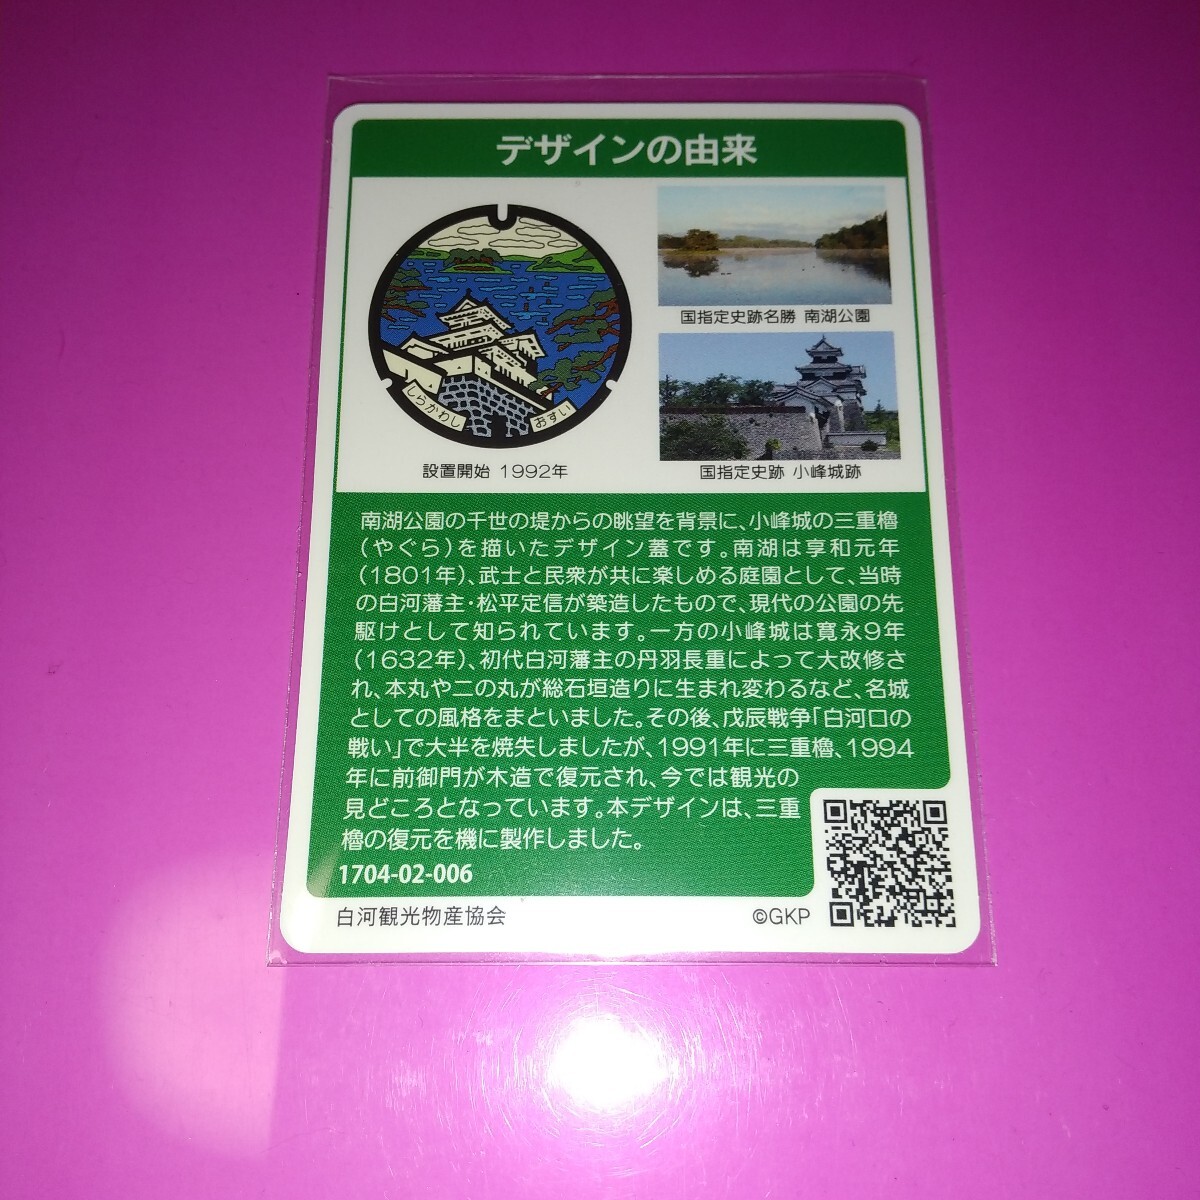 デザインの由来
しらかわし
おすい
設置開始 1992年
国指定史跡名勝 南湖公園
国指定史跡 小峰城跡
南湖公園の千世の堤からの眺望を背景に、小峰城の三重櫓
（やぐら）を描いたデザイン蓋です。南湖は享和元年
（1801年）、武士と民衆が共に楽しめる庭園として、当時
の白河藩主・松平定信が築造したもので、現代の公園の先
駆けとして知られています。一方の小峰城は寛永9年
（1632年）、初代白河藩主の丹羽長重によって大改修さ
れ、本丸や二の丸が総石垣造りに生まれ変わるなど、名城
としての風格をまといました。その後、戊辰戦争「白河口の
戦い」で大半を焼失しましたが、1991年に三重櫓、1994
年に前御門が木造で復元され、今では観光の
見どころとなっています。本デザインは、三重
櫓の復元を機に製作しました。
1704-02-006
白河観光物産協会
©GKP